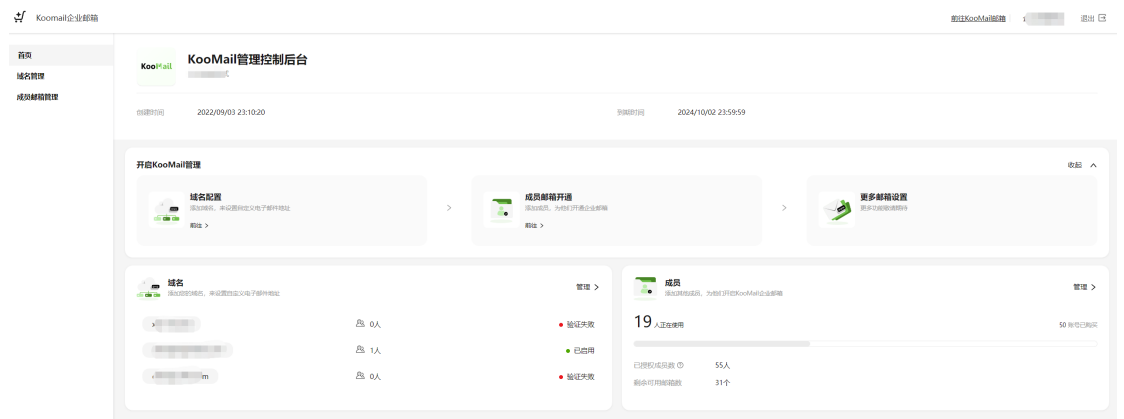 Koomail企业邮箱
前往KooMail邮箱
退出
首页
域名管理
成员邮箱管理
KooMail
KooMail管理控制后台
创建时间 2022/09/03 23:10:20
到期时间 2024/10/02 23:59:59
开启KooMail管理
收起
域名配置
添加域名，来设置自定义电子邮件地址
前往 >
成员邮箱开通
添加成员，为他们开通企业邮箱
前往 >
更多邮箱设置
更多功能敬请期待
域名
添加您的域名，来设置自定义电子邮件地址
管理 >
0人 验证失败
1人 已启用
m 0人 验证失败
成员
添加其他成员，为他们开启KooMail企业邮箱
管理 >
19 人正在使用
50 账号已购买
已授权成员数 55人
剩余可用邮箱数 31个